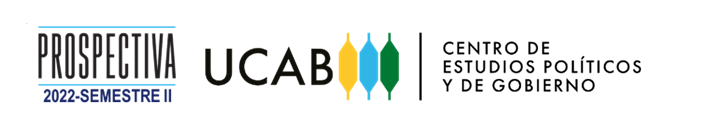 PROSPECTIVA
2022-SEMESTRE II
UCAB
CENTRO DE
ESTUDIOS POLÍTICOS
Y DE GOBIERNO